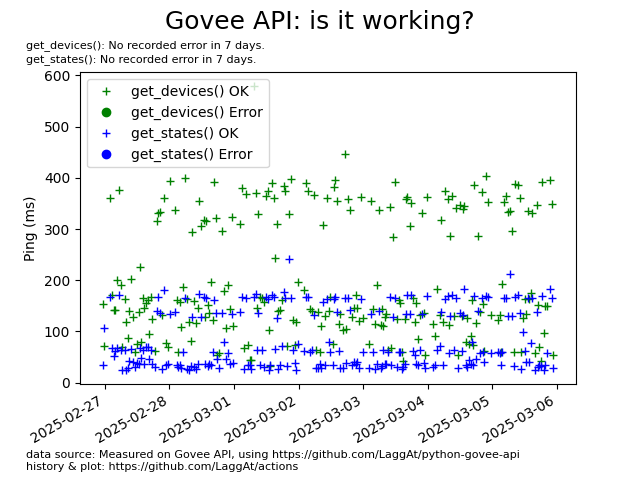 Govee API: is it working?
get_devices(): No recorded error in 7 days.
get_states(): No recorded error in 7 days.
600
500
400
300
200
100
0
Ping (ms)
get_devices() OK
get_devices() Error
get_states() OK
get_states() Error
2025-02-27
2025-02-28
2025-03-01
2025-03-02
2025-03-03
2025-03-04
2025-03-05
2025-03-06
data source: Measured on Govee API, using https://github.com/LaggAt/python-govee-api
history & plot: https://github.com/LaggAt/actions